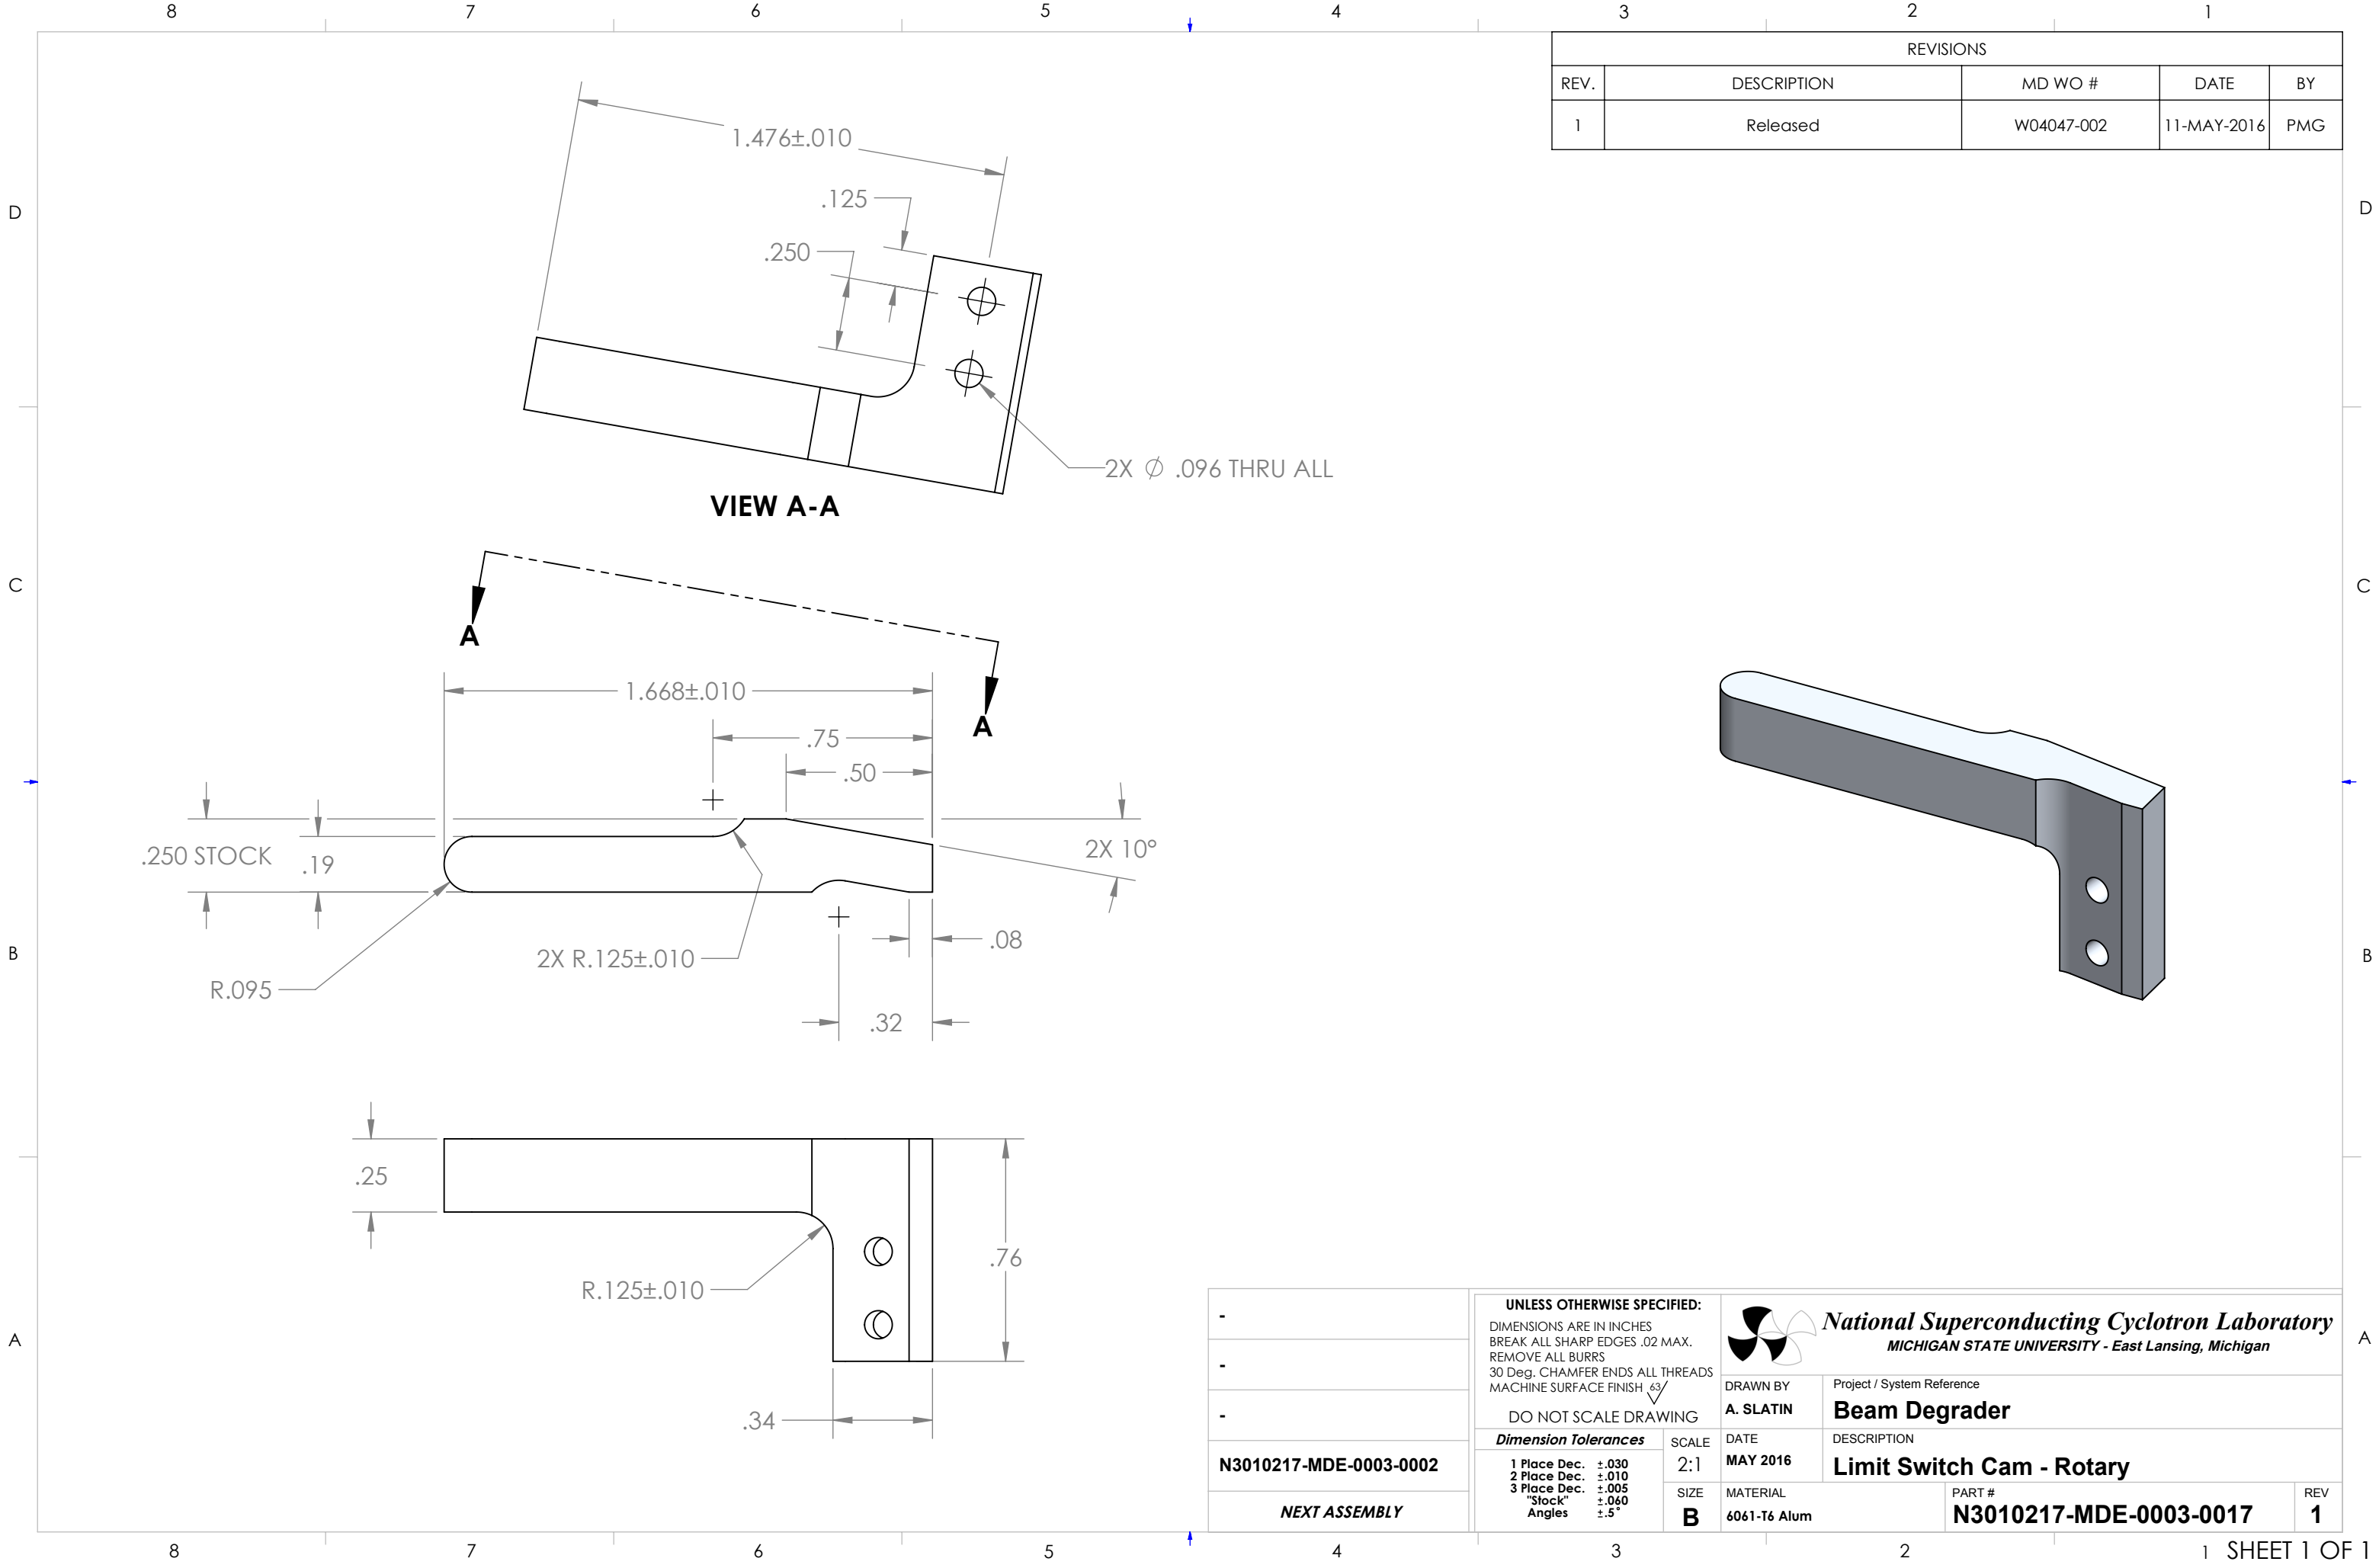 8 7 6 5 4 3 2 1
REVISIONS
REV. DESCRIPTION MD WO # DATE BY
1 Released W04047-002 11-MAY-2016 PMG
D D
1.476±.010
.125
.250
2X ∅ .096 THRU ALL
VIEW A-A
C C
A
A
1.668±.010
.75
.50
.250 STOCK
.19
2X 10°
B B
2X R.125±.010
.08
R.095
.32
.25
.76
R.125±.010
.34
A A
-
-
-
N3010217-MDE-0003-0002
NEXT ASSEMBLY
UNLESS OTHERWISE SPECIFIED:
DIMENSIONS ARE IN INCHES
BREAK ALL SHARP EDGES .02 MAX.
REMOVE ALL BURRS
30 Deg. CHAMFER ENDS ALL THREADS
MACHINE SURFACE FINISH 63
DO NOT SCALE DRAWING
Dimension Tolerances
1 Place Dec. ±.030
2 Place Dec. ±.010
3 Place Dec. ±.005
"Stock" ±.060
Angles ±.5°
SCALE
2:1
SIZE
B
National Superconducting Cyclotron Laboratory
MICHIGAN STATE UNIVERSITY - East Lansing, Michigan
DRAWN BY
A. SLATIN
Project / System Reference
Beam Degrader
DATE
MAY 2016
DESCRIPTION
Limit Switch Cam - Rotary
MATERIAL
6061-T6 Alum
PART #
N3010217-MDE-0003-0017
REV
1
8 7 6 5 4 3 2 1
SHEET 1 OF 1